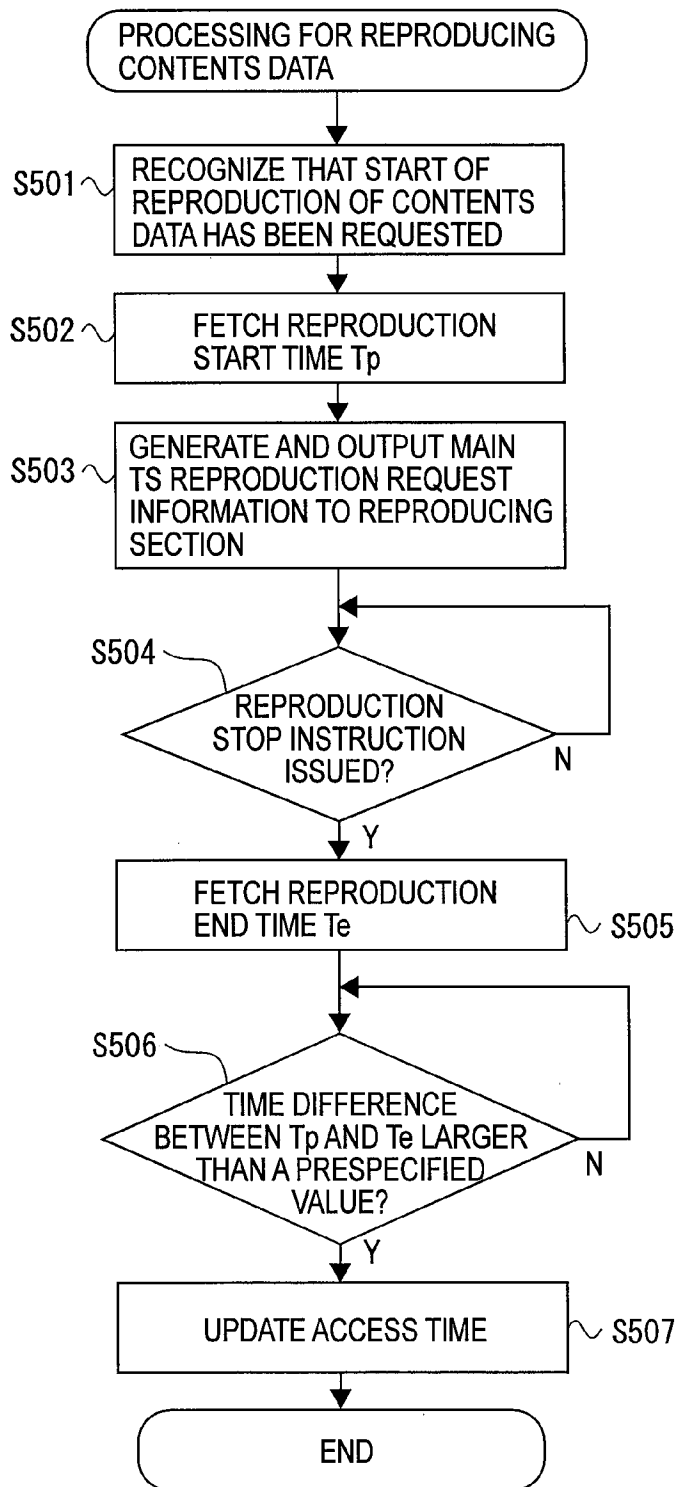 PROCESSING FOR REPRODUCING
CONTENTS DATA
S501
RECOGNIZE THAT START OF
REPRODUCTION OF CONTENTS
DATA HAS BEEN REQUESTED
S502
FETCH REPRODUCTION
START TIME Tp
S503
GENERATE AND OUTPUT MAIN
TS REPRODUCTION REQUEST
INFORMATION TO REPRODUCING
SECTION
S504
REPRODUCTION
STOP INSTRUCTION
ISSUED?
N
Y
FETCH REPRODUCTION
END TIME Te
S505
S506
TIME DIFFERENCE
BETWEEN Tp AND Te LARGER
THAN A PRESPECIFIED
VALUE?
N
Y
UPDATE ACCESS TIME
S507
END